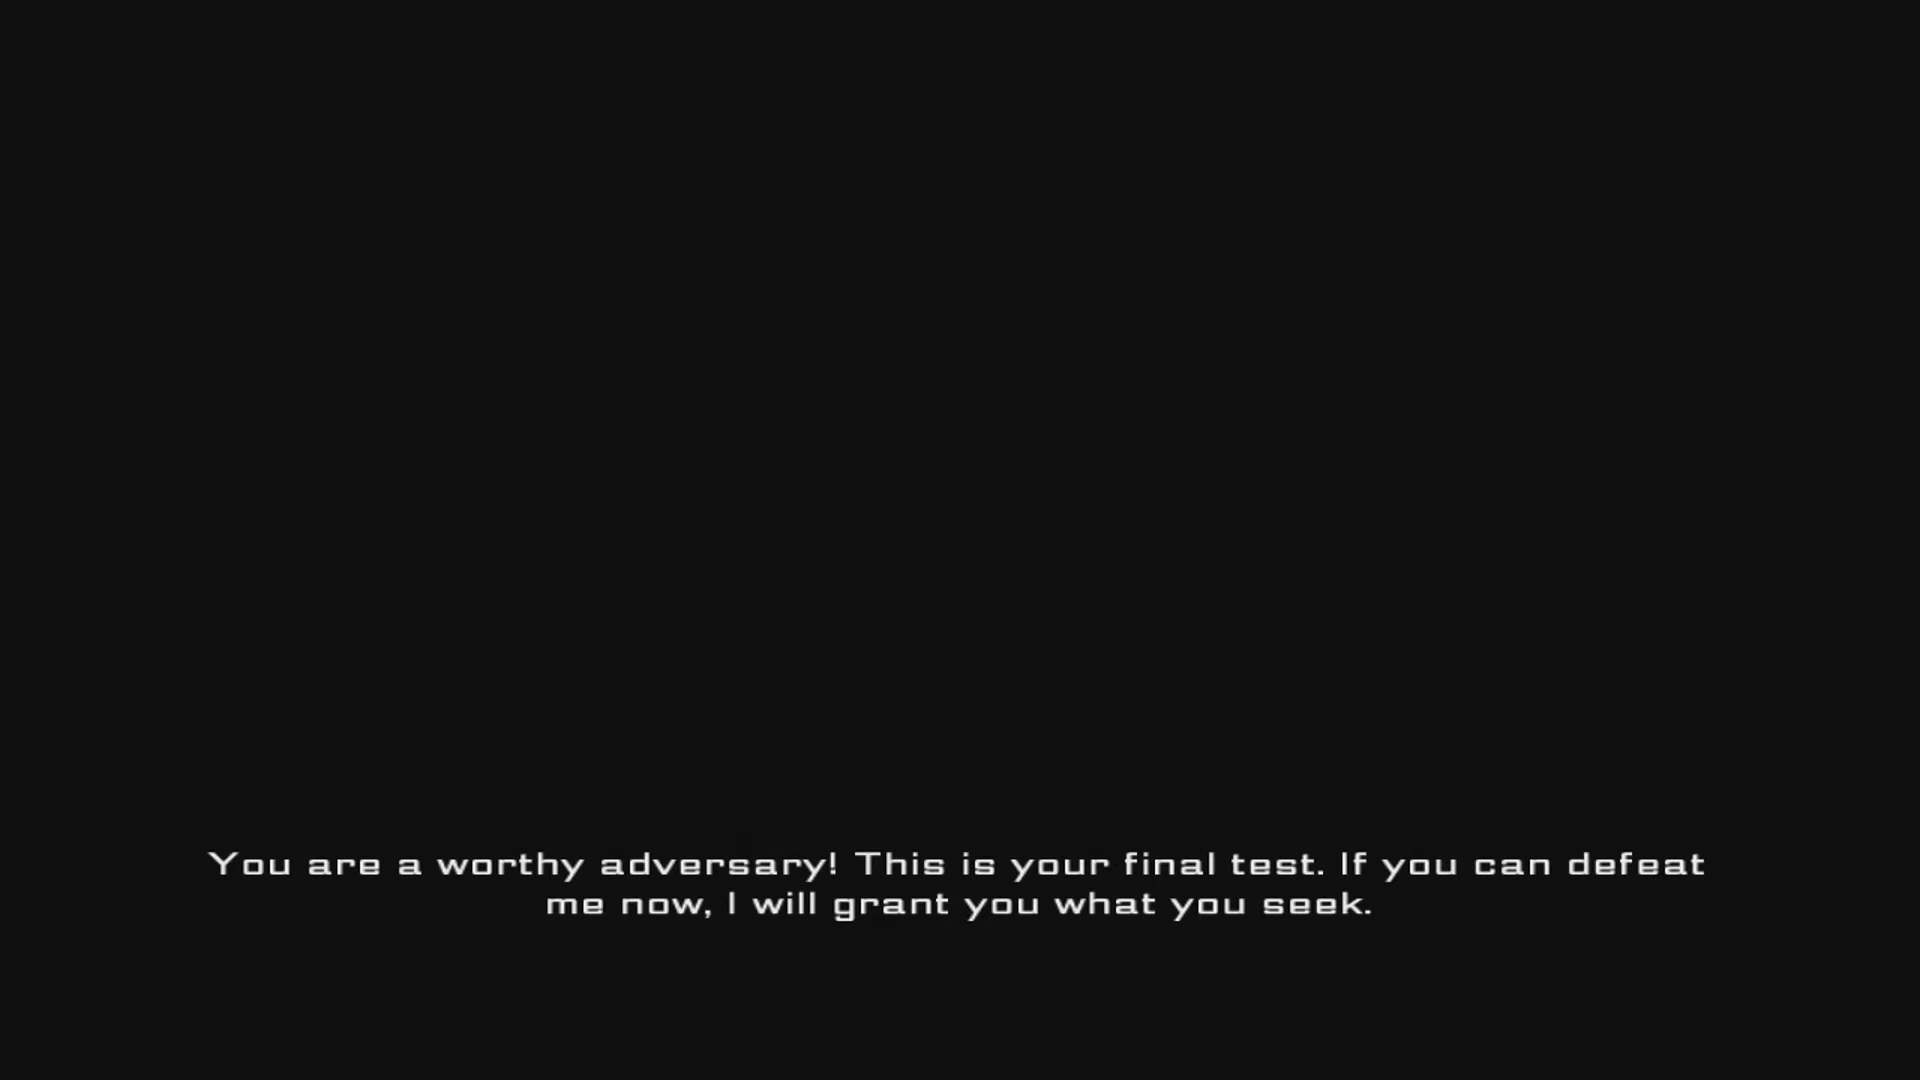 You are a worthy adversary! This is your final test. If you can defeat
me now, I will grant you what you seek.